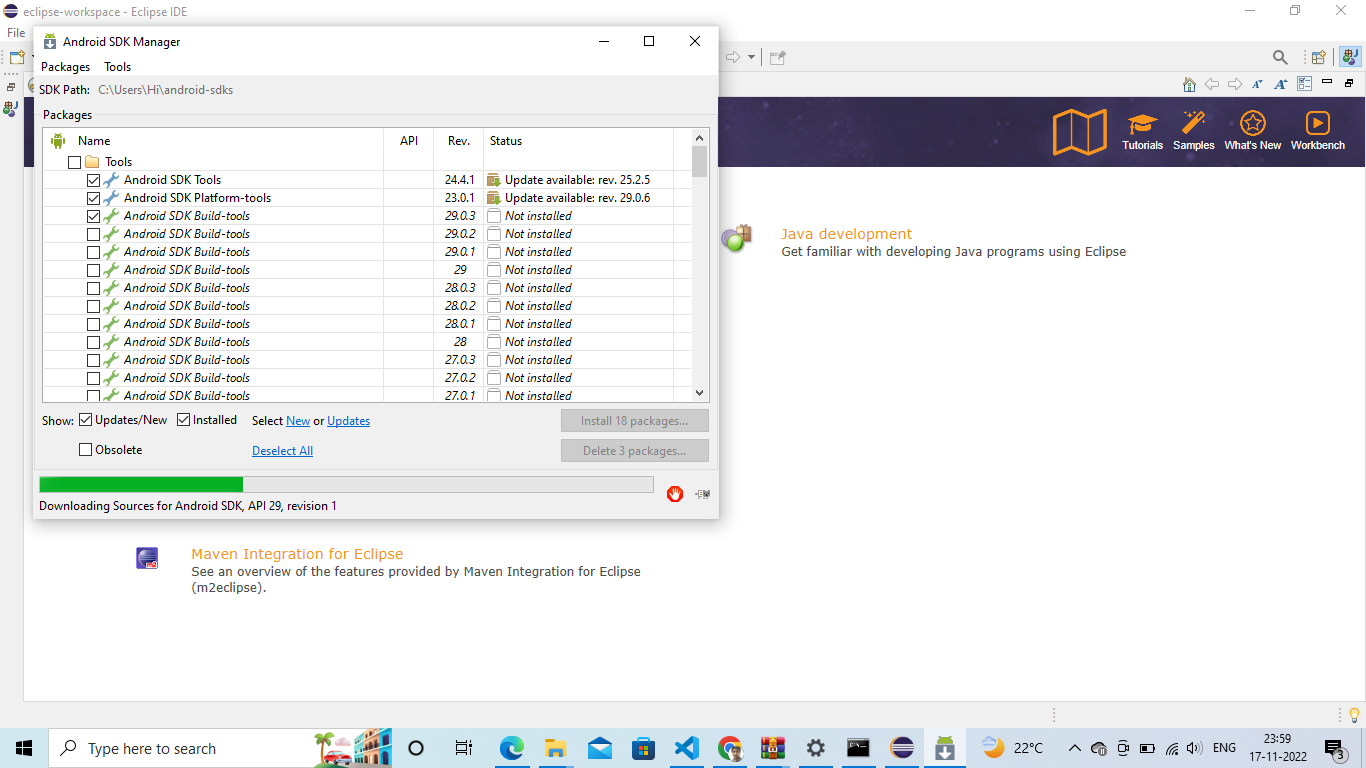 eclipse-workspace - Eclipse IDE
File
Android SDK Manager
Packages Tools
SDK Path: C:\Users\Hi\android-sdks
Packages
Name API Rev. Status
Tools
Android SDK Tools 24.4.1 Update available: rev. 25.2.5
Android SDK Platform-tools 23.0.1 Update available: rev. 29.0.6
Android SDK Build-tools 29.0.3 Not installed
Android SDK Build-tools 29.0.2 Not installed
Android SDK Build-tools 29.0.1 Not installed
Android SDK Build-tools 29 Not installed
Android SDK Build-tools 28.0.3 Not installed
Android SDK Build-tools 28.0.2 Not installed
Android SDK Build-tools 28.0.1 Not installed
Android SDK Build-tools 28 Not installed
Android SDK Build-tools 27.0.3 Not installed
Android SDK Build-tools 27.0.2 Not installed
Android SDK Build-tools 27.0.1 Not installed
Show: Updates/New Installed Select New or Updates Install 18 packages...
Obsolete Deselect All Delete 3 packages...
Downloading Sources for Android SDK, API 29, revision 1
Tutorials Samples What's New Workbench
Java development
Get familiar with developing Java programs using Eclipse
Maven Integration for Eclipse
See an overview of the features provided by Maven Integration for Eclipse
(m2eclipse).
Type here to search
22°C
ENG
23:59
17-11-2022
3